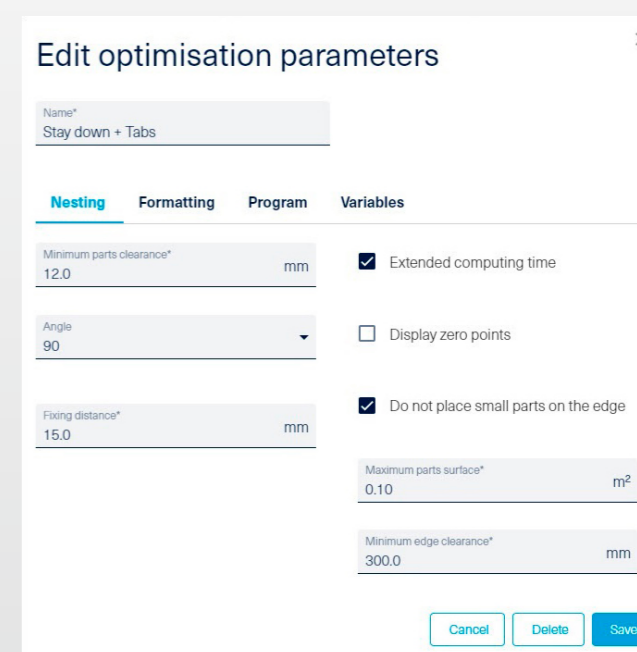 Edit optimisation parameters
Name*
Stay down + Tabs
Nesting Formatting Program Variables
Minimum parts clearance*
12.0 mm
Extended computing time
Angle
90
Display zero points
Do not place small parts on the edge
Fixing distance*
15.0 mm
Maximum parts surface*
0.10 m²
Minimum edge clearance*
300.0 mm
Cancel Delete Save